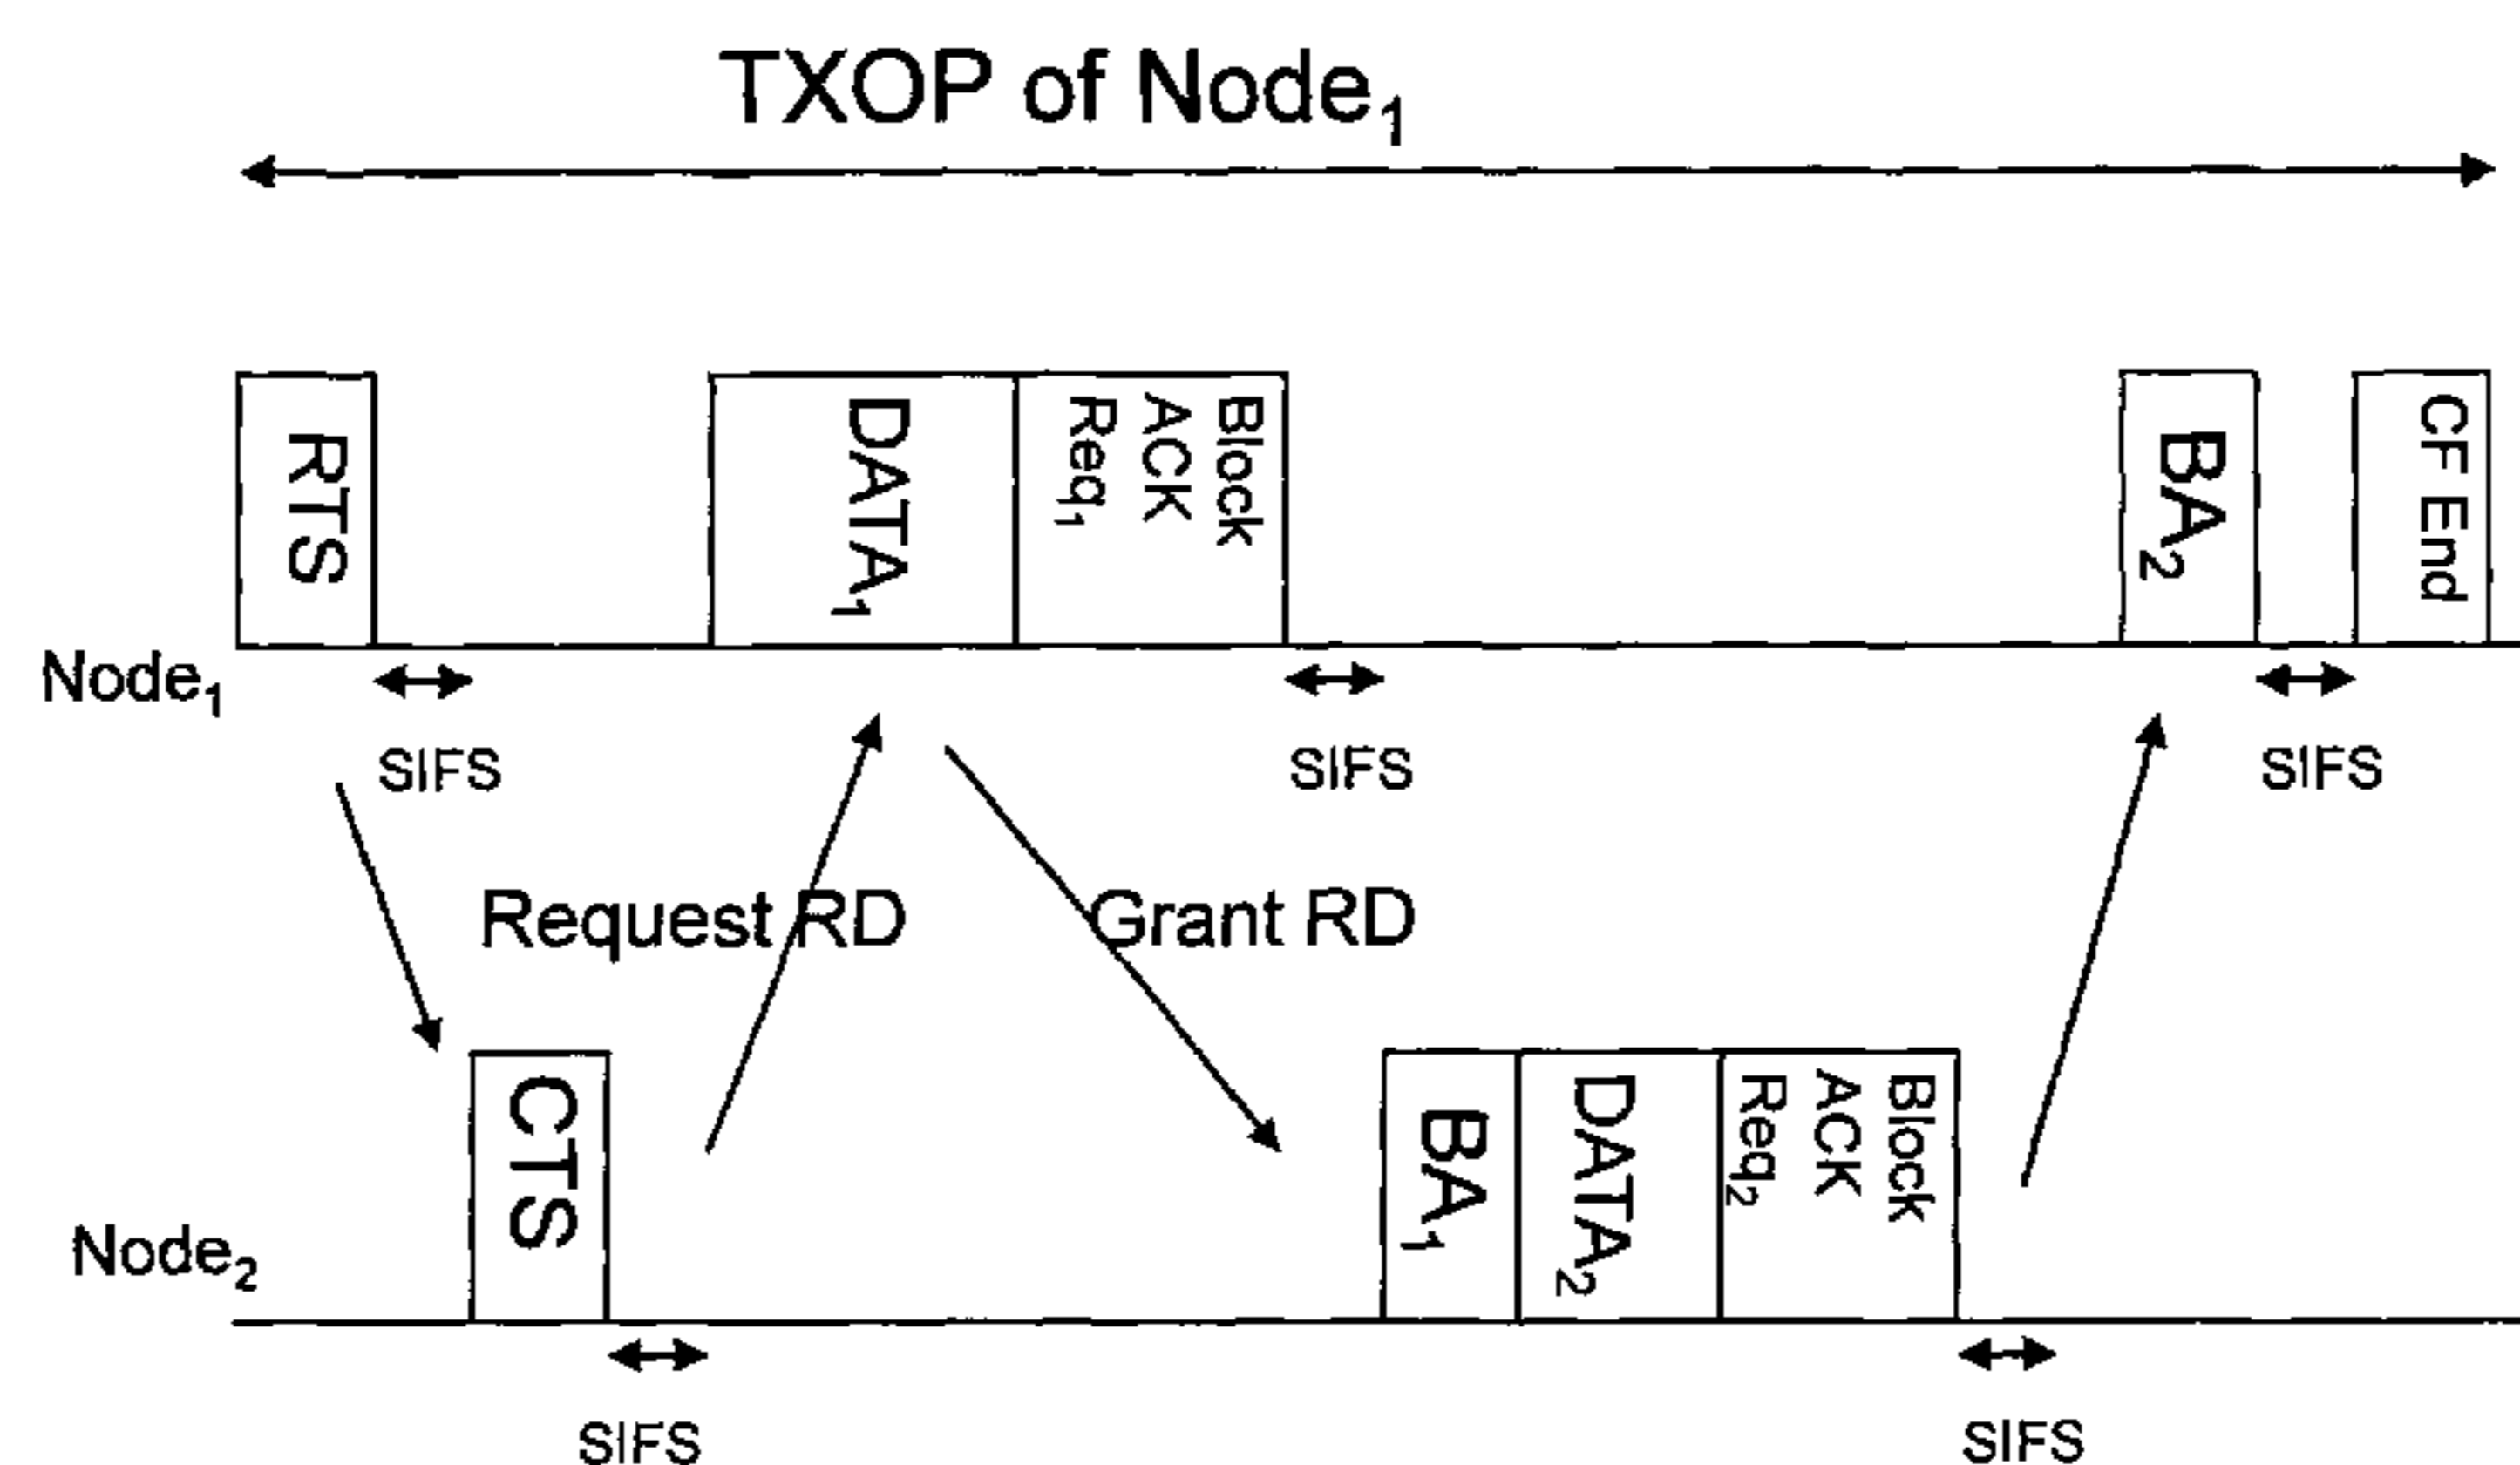 TXOP of Node1
RTS
DATA1
Block
ACK
Req1
BA2
CF End
Node1
SIFS
SIFS
SIFS
Request RD
Grant RD
CTS
BA1
DATA2
Block
ACK
Req2
Node2
SIFS
SIFS